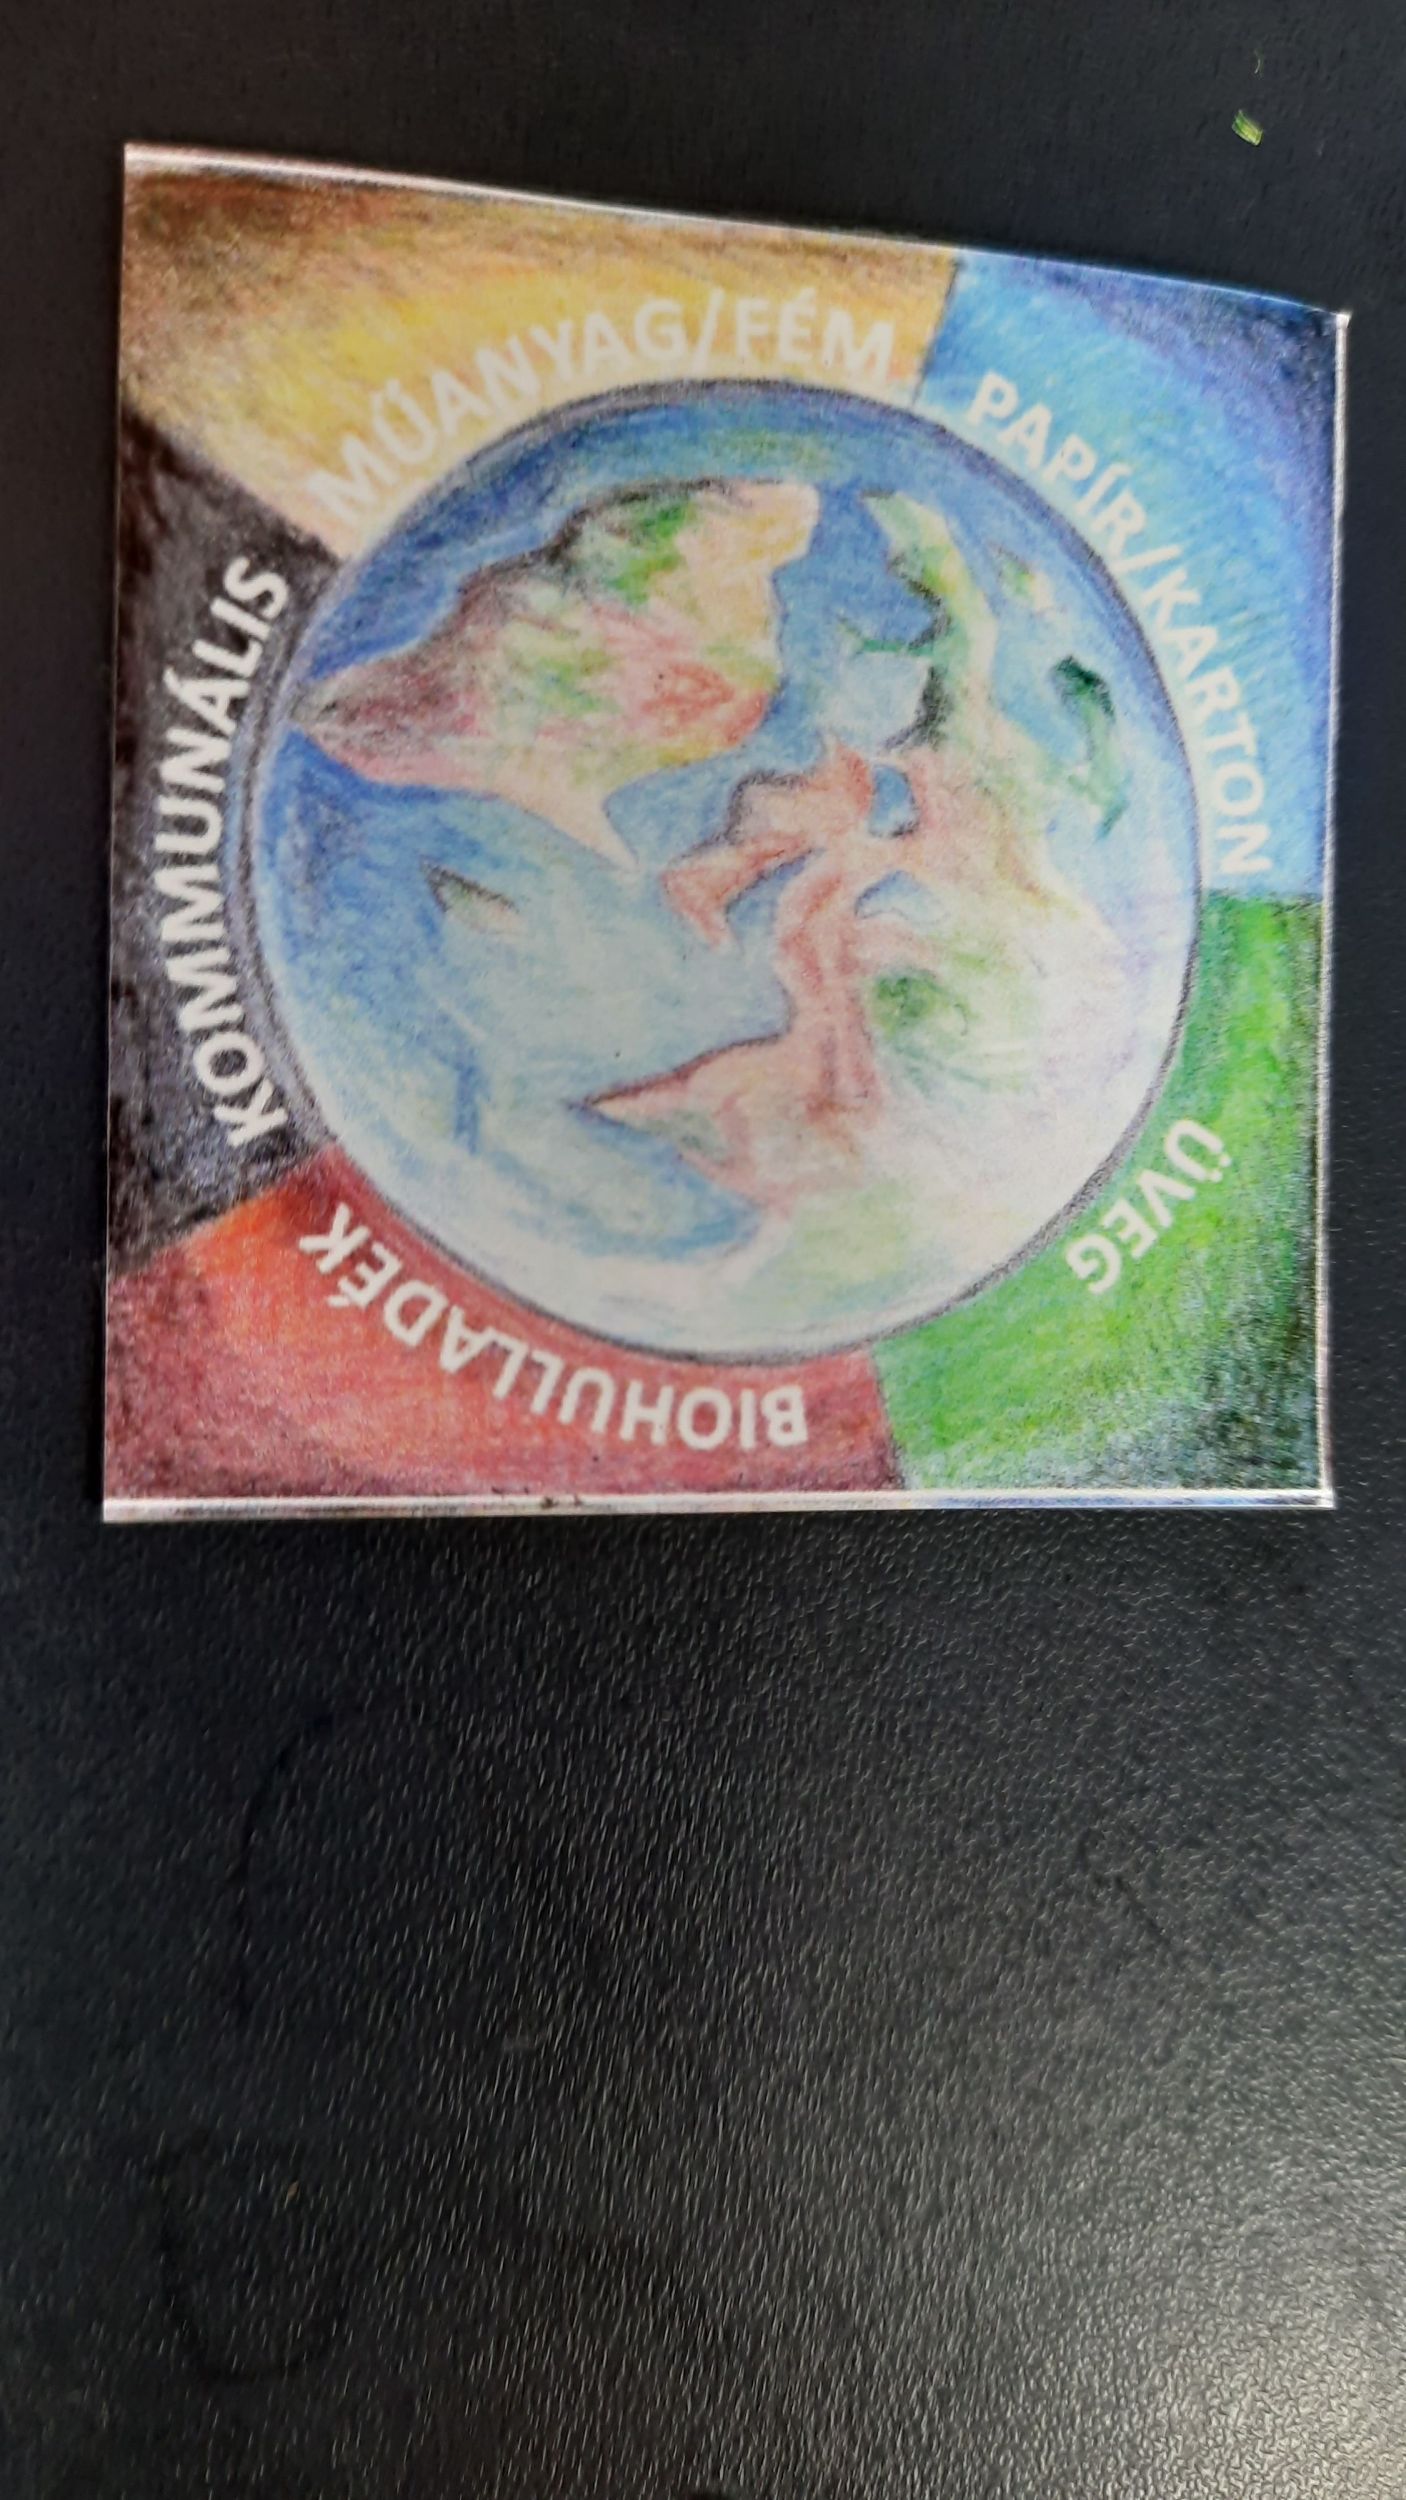 KOMMUNÁLIS
MŰANYAG/FÉM
PAPÍR/KARTON
ÜVEG
BIOHULLADÉK